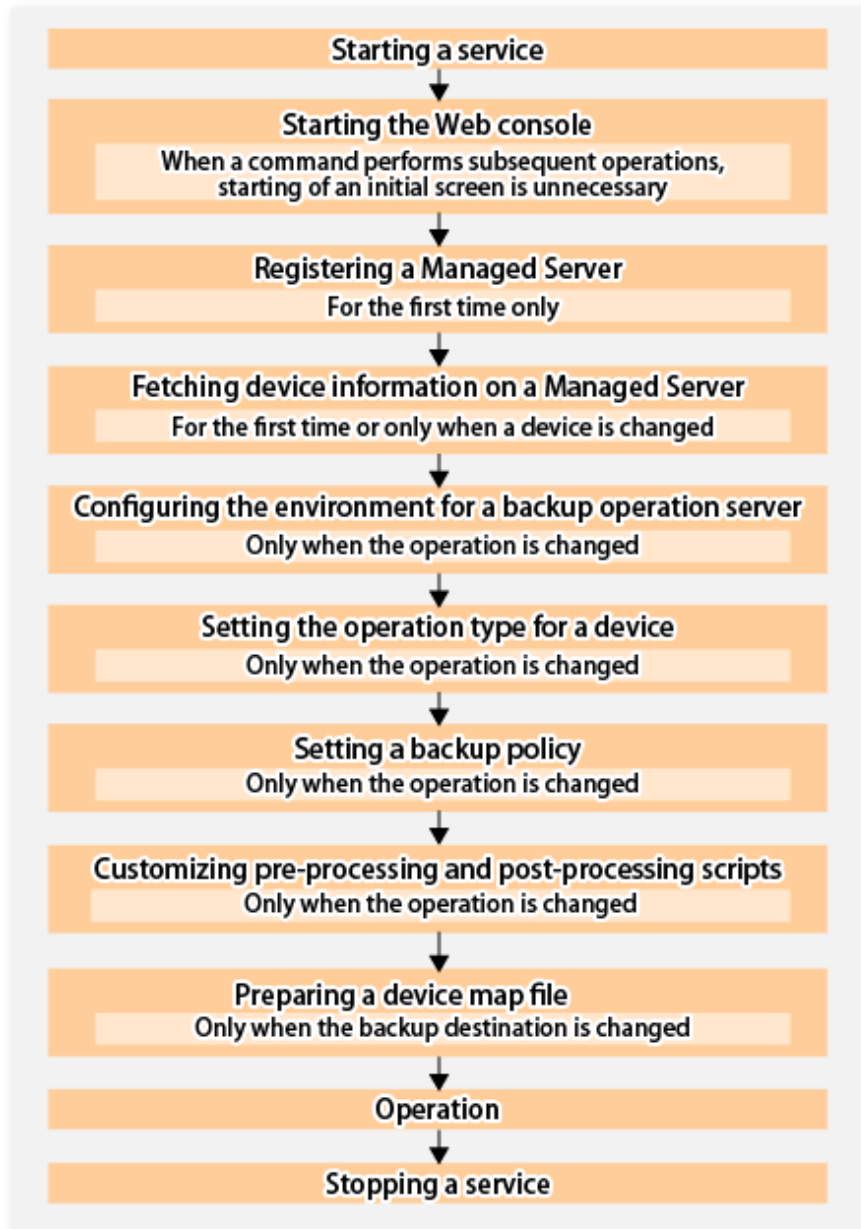 Starting a service
Starting the Web console
When a command performs subsequent operations,
starting of an initial screen is unnecessary
Registering a Managed Server
For the first time only
Fetching device information on a Managed Server
For the first time or only when a device is changed
Configuring the environment for a backup operation server
Only when the operation is changed
Setting the operation type for a device
Only when the operation is changed
Setting a backup policy
Only when the operation is changed
Customizing pre-processing and post-processing scripts
Only when the operation is changed
Preparing a device map file
Only when the backup destination is changed
Operation
Stopping a service